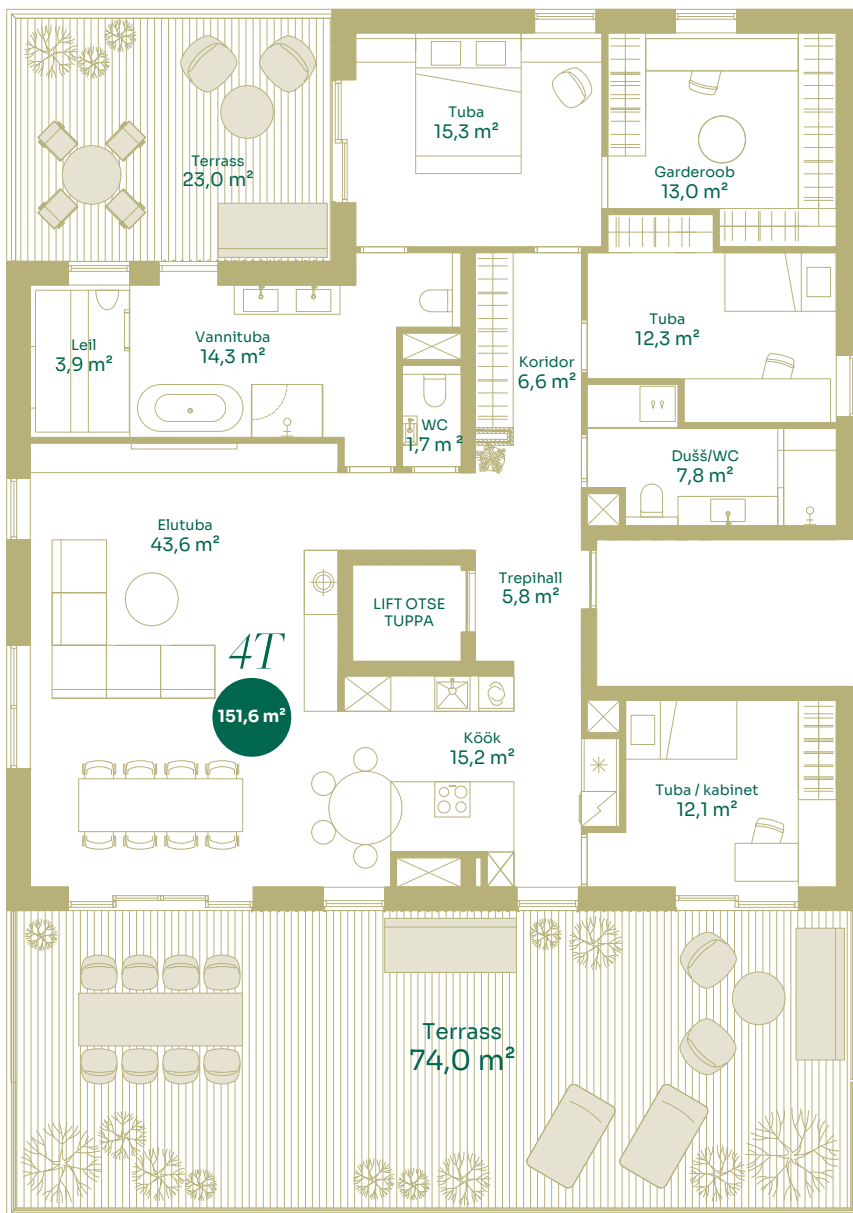 Tuba
15,3 m²
Garderoob
13,0 m²
Terrass
23,0 m²
Tuba
12,3 m²
Vannituba
14,3 m²
Leil
3,9 m²
Koridor
6,6 m²
WC
1,7 m²
Dušš/WC
7,8 m²
Elutuba
43,6 m²
Trepihall
5,8 m²
LIFT OTSE
TUPPA
4T
151,6 m²
Köök
15,2 m²
Tuba / kabinet
12,1 m²
Terrass
74,0 m²